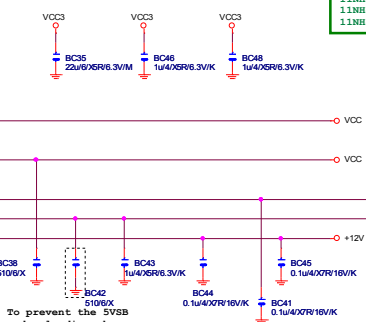 11NH
11NH
11NH
VCC3 VCC3 VCC3
BC35 BC46 BC48
22u/6/X5R/6.3V/M 1u/4/X5R/6.3V/K 1u/4/X5R/6.3V/K
VCC
VCC
+12V
BC38 BC43 BC45
510/6/X 1u/4/X5R/6.3V/K 0.1u/4/X7R/16V/K
BC42 BC44 BC41
510/6/X 0.1u/4/X7R/16V/K 0.1u/4/X7R/16V/K
To prevent the 5VSB